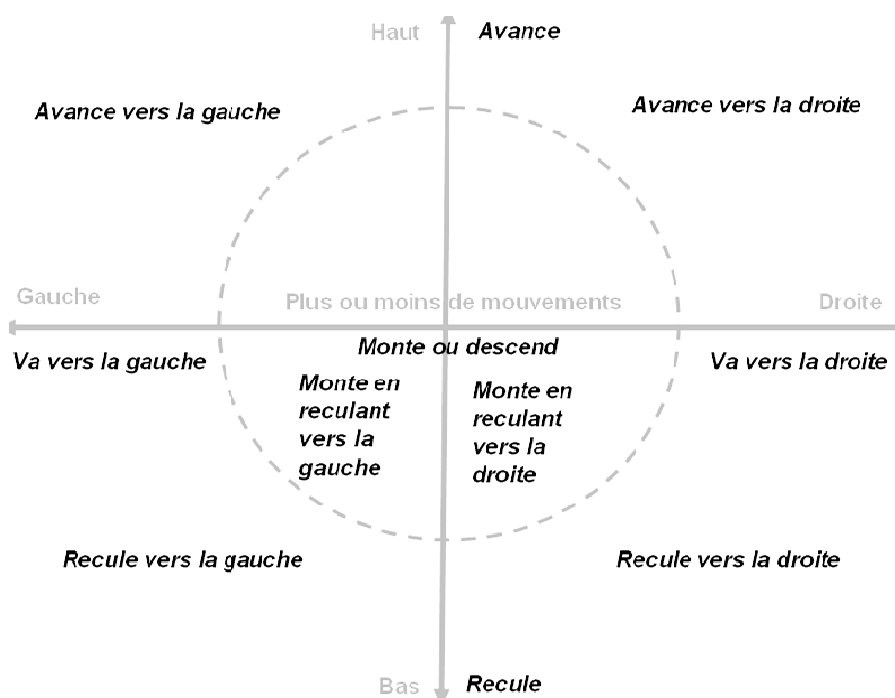 Haut
Avance
Avance vers la gauche
Avance vers la droite
Gauche
Plus ou moins de mouvements
Droite
Va vers la gauche
Monte ou descend
Va vers la droite
Monte en
reculant
vers la
gauche
Monte en
reculant
vers la
droite
Recule vers la gauche
Recule vers la droite
Bas
Recule